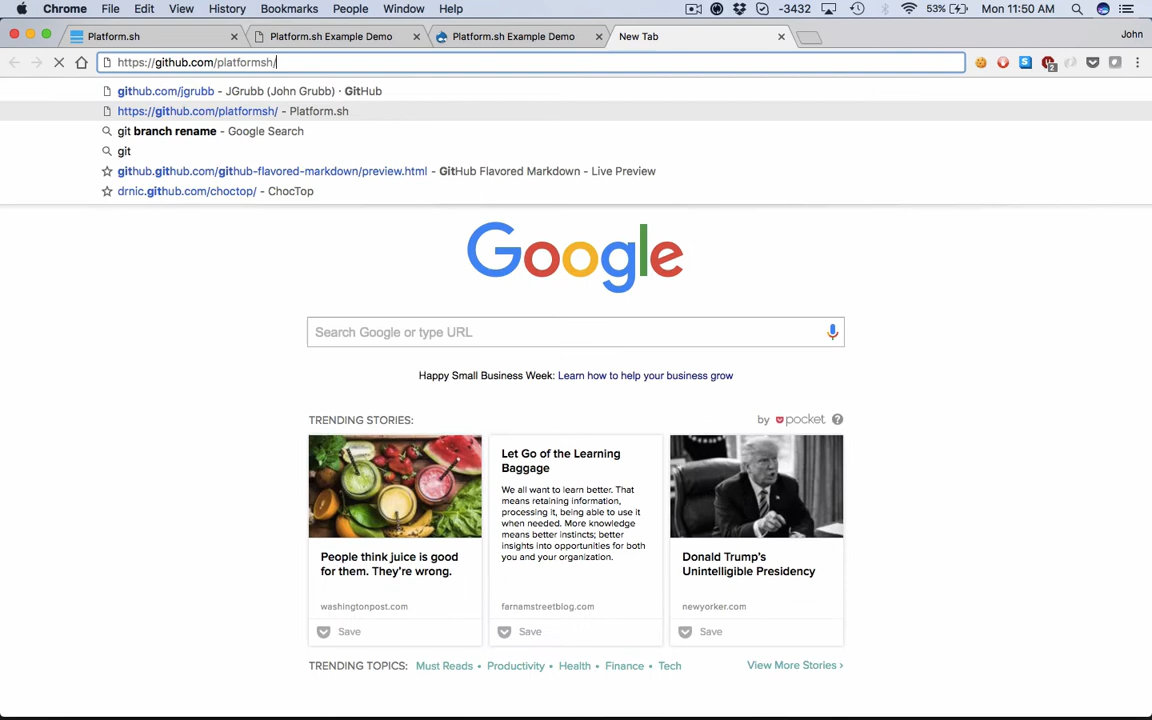 Chrome File Edit View History Bookmarks People Window Help -3432 53% Mon 11:50 AM
Platform.sh Platform.sh Example Demo Platform.sh Example Demo New Tab John
https://github.com/platformsh/ 2
github.com/jgrubb - JGrubb (John Grubb) · GitHub
https://github.com/platformsh/ - Platform.sh
git branch rename - Google Search
git
github.github.com/github-flavored-markdown/preview.html - GitHub Flavored Markdown - Live Preview
drnic.github.com/choctop/ - ChocTop
Google
Search Google or type URL
Happy Small Business Week: Learn how to help your business grow
TRENDING STORIES: by pocket ?
People think juice is good
for them. They're wrong.
washingtonpost.com
Save
Let Go of the Learning
Baggage
We all want to learn better. That
means retaining information,
processing it, being able to use it
when needed. More knowledge
means better instincts; better
insights into opportunities for both
you and your organization.
farnamstreetblog.com
Save
Donald Trump's
Unintelligible Presidency
newyorker.com
Save
TRENDING TOPICS: Must Reads • Productivity • Health • Finance • Tech View More Stories ›